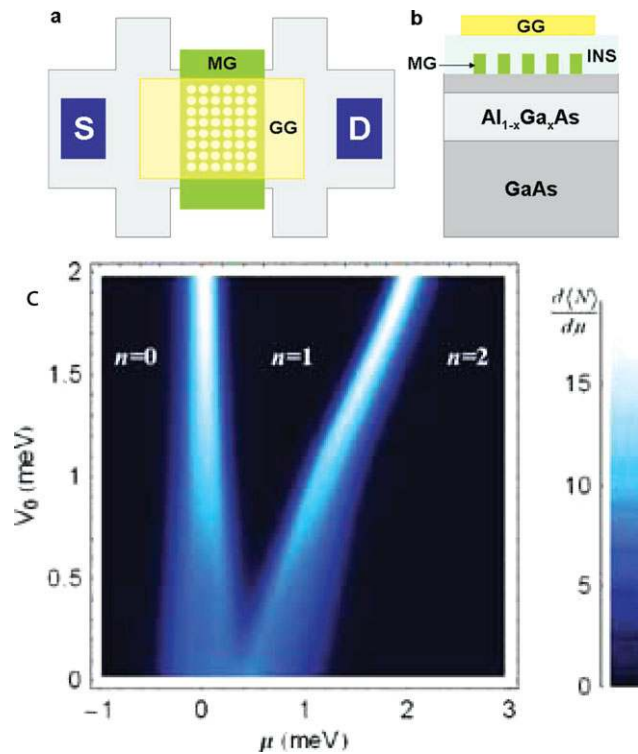 a
MG
S
GG
D
b
GG
MG
INS
Al1-xGaxAs
GaAs
c
2
1.5
1
0.5
0
V0 (meV)
n=0
n=1
n=2
-1
0
1
2
3
μ (meV)
d⟨N⟩
dμ
15
10
5
0